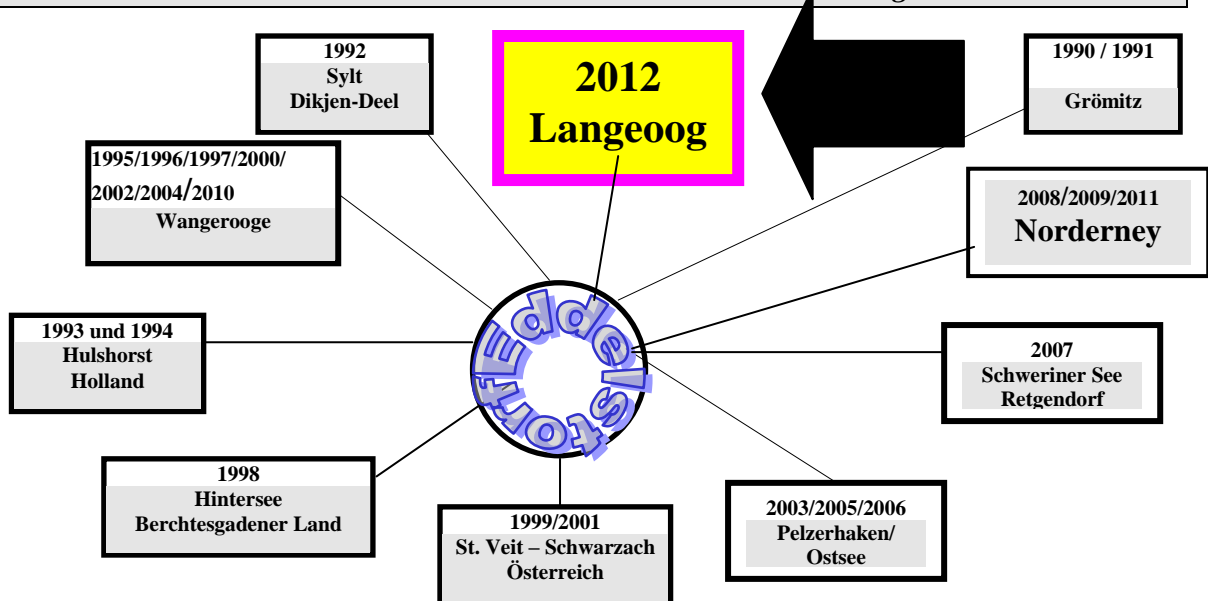 1992
Sylt
Dikjen-Deel
2012
Langeoog
1990 / 1991
Grömitz
1995/1996/1997/2000/
2002/2004/2010
Wangerooge
2008/2009/2011
Norderney
Eddelstorf
1993 und 1994
Hulshorst
Holland
2007
Schweriner See
Retgendorf
1998
Hintersee
Berchtesgadener Land
1999/2001
St. Veit – Schwarzach
Österreich
2003/2005/2006
Pelzerhaken/
Ostsee